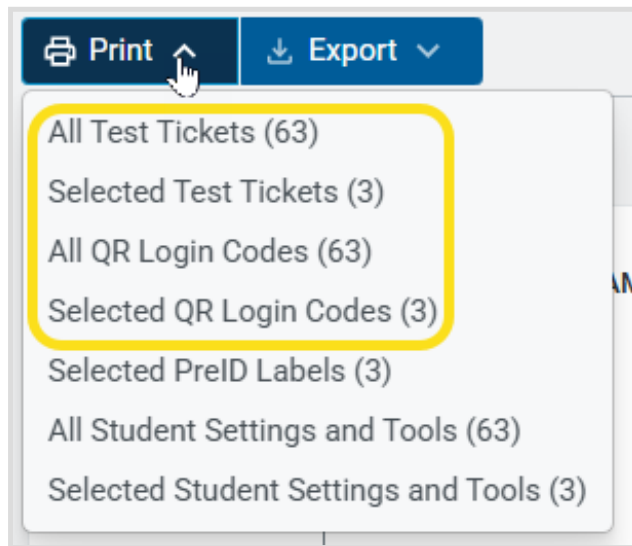 Print Export
All Test Tickets (63)
Selected Test Tickets (3)
All QR Login Codes (63)
Selected QR Login Codes (3)
Selected PreID Labels (3)
All Student Settings and Tools (63)
Selected Student Settings and Tools (3)